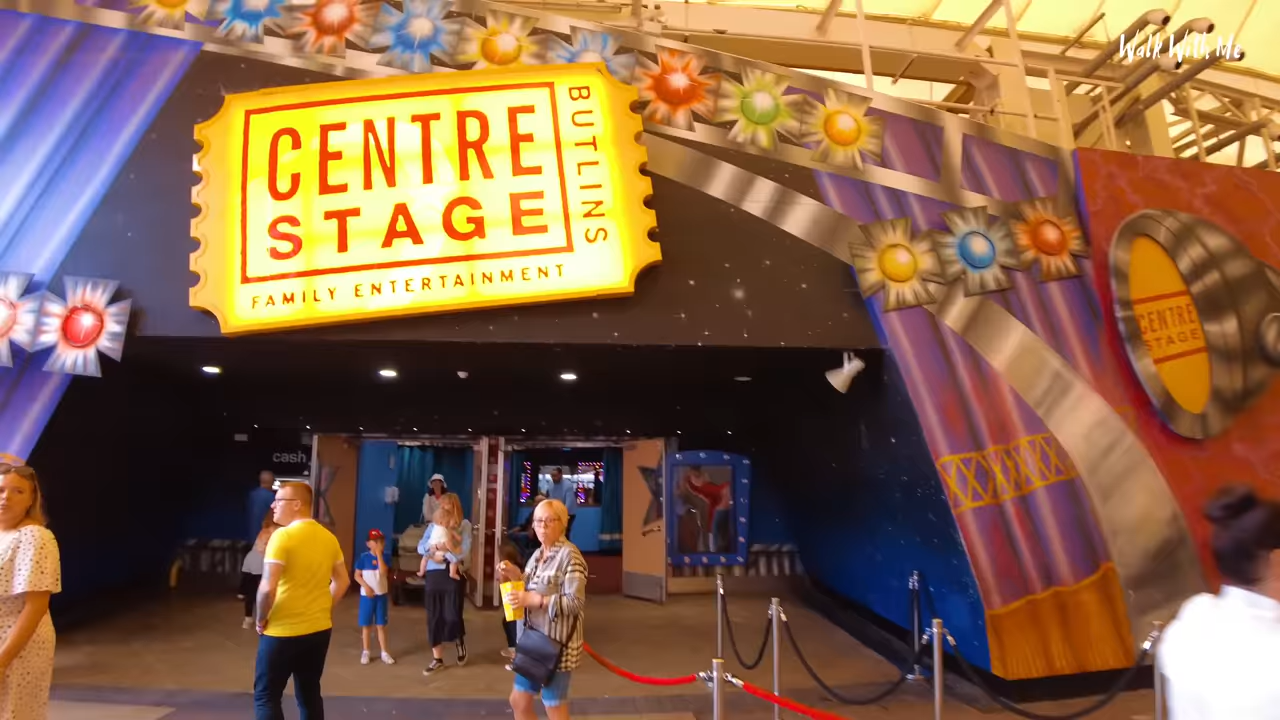 Walk With Me
CENTRE
STAGE
BUTLINS
FAMILY ENTERTAINMENT
CENTRE
STAGE
cash